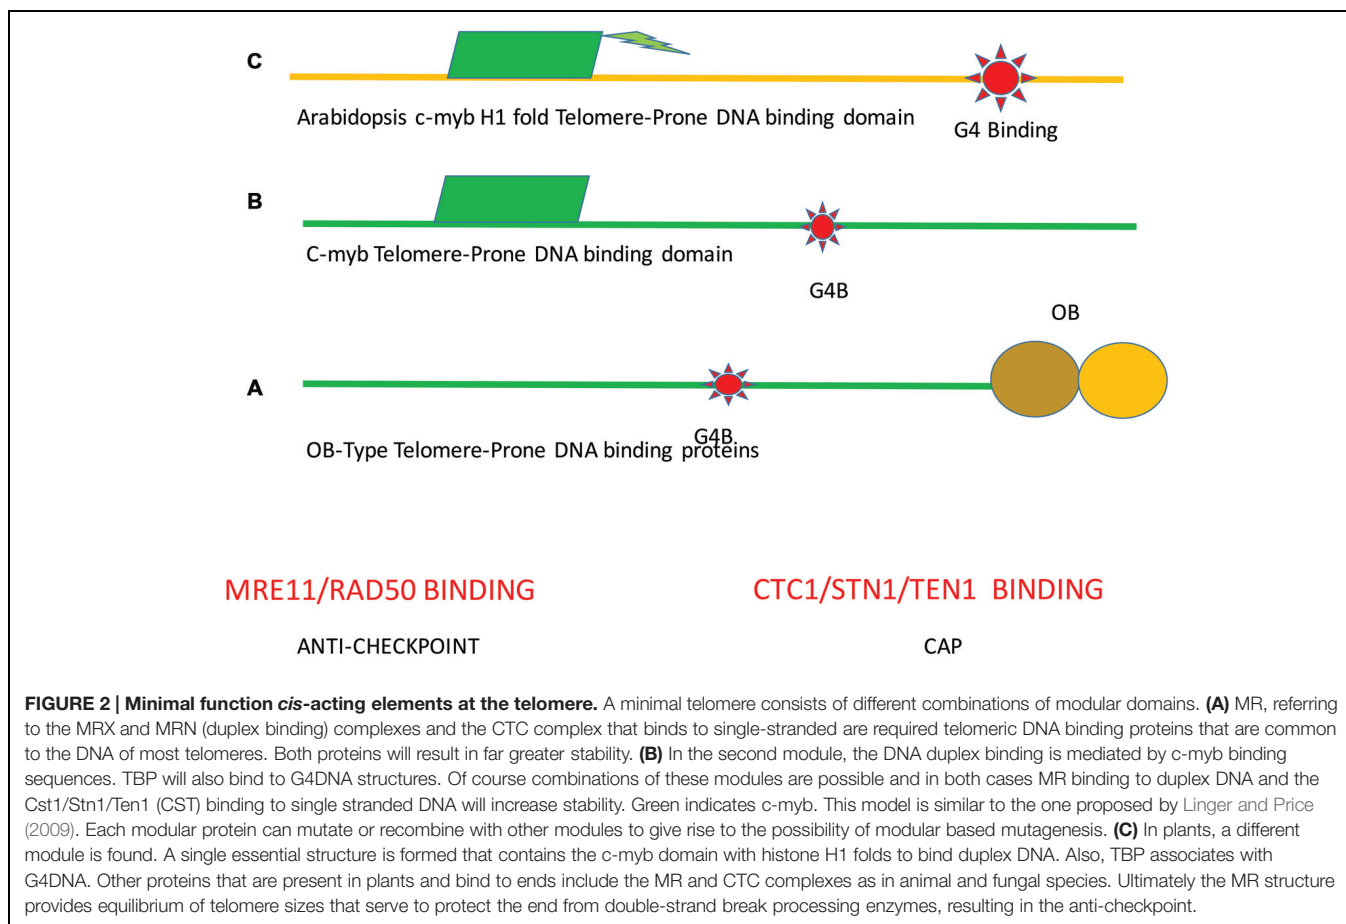 C
Arabidopsis c-myb H1 fold Telomere-Prone DNA binding domain
G4 Binding
B
C-myb Telomere-Prone DNA binding domain
G4B
OB
A
G4B
OB-Type Telomere-Prone DNA binding proteins
MRE11/RAD50 BINDING
CTC1/STN1/TEN1 BINDING
ANTI-CHECKPOINT
CAP
FIGURE 2 | Minimal function cis-acting elements at the telomere. A minimal telomere consists of different combinations of modular domains. (A) MR, referring
to the MRX and MRN (duplex binding) complexes and the CTC complex that binds to single-stranded are required telomeric DNA binding proteins that are common
to the DNA of most telomeres. Both proteins will result in far greater stability. (B) In the second module, the DNA duplex binding is mediated by c-myb binding
sequences. TBP will also bind to G4DNA structures. Of course combinations of these modules are possible and in both cases MR binding to duplex DNA and the
Cst1/Stn1/Ten1 (CST) binding to single stranded DNA will increase stability. Green indicates c-myb. This model is similar to the one proposed by Linger and Price
(2009). Each modular protein can mutate or recombine with other modules to give rise to the possibility of modular based mutagenesis. (C) In plants, a different
module is found. A single essential structure is formed that contains the c-myb domain with histone H1 folds to bind duplex DNA. Also, TBP associates with
G4DNA. Other proteins that are present in plants and bind to ends include the MR and CTC complexes as in animal and fungal species. Ultimately the MR structure
provides equilibrium of telomere sizes that serve to protect the end from double-strand break processing enzymes, resulting in the anti-checkpoint.